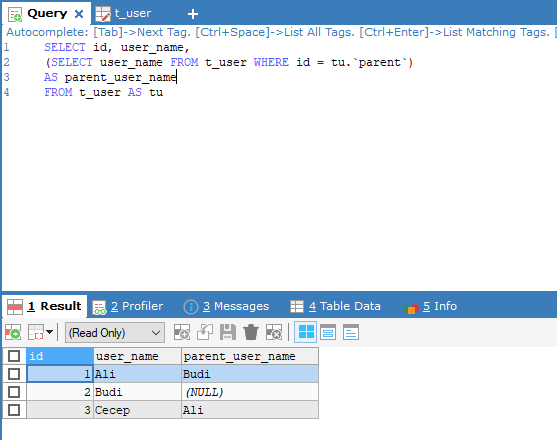 Query t_user
Autocomplete: [Tab]->Next Tag. [Ctrl+Space]->List All Tags. [Ctrl+Enter]->List Matching Tags. [
1 SELECT id, user_name,
2 (SELECT user_name FROM t_user WHERE id = tu.`parent`)
3 AS parent_user_name
4 FROM t_user AS tu
1 Result 2 Profiler 3 Messages 4 Table Data 5 Info
(Read Only)
id user_name parent_user_name
1 Ali Budi
2 Budi (NULL)
3 Cecep Ali